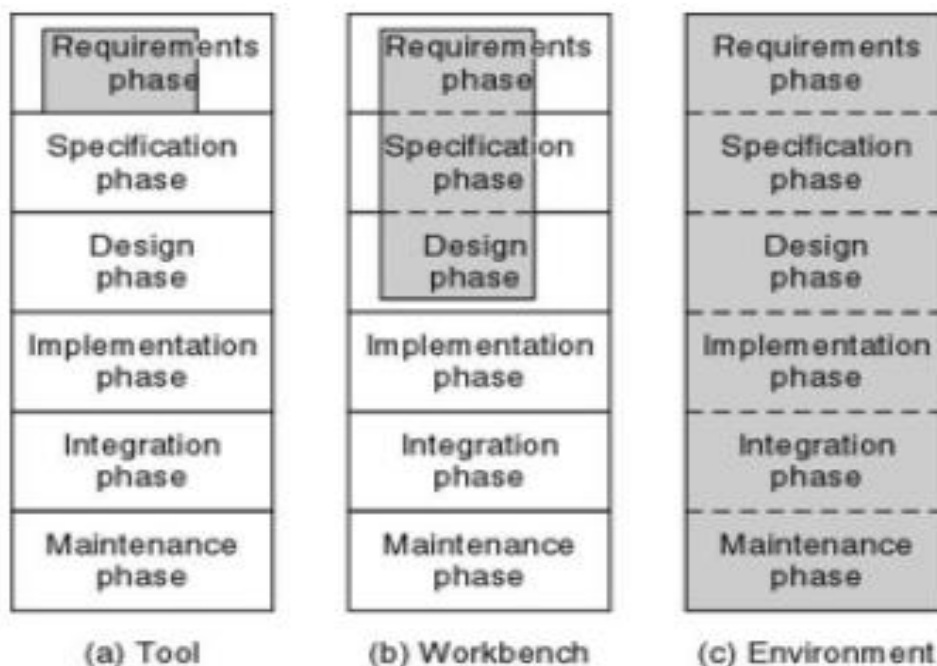 Requirements
phase
Specification
phase
Design
phase
Implementation
phase
Integration
phase
Maintenance
phase
(a) Tool
Requirements
phase
Specification
phase
Design
phase
Implementation
phase
Integration
phase
Maintenance
phase
(b) Workbench
Requirements
phase
Specification
phase
Design
phase
Implementation
phase
Integration
phase
Maintenance
phase
(c) Environment